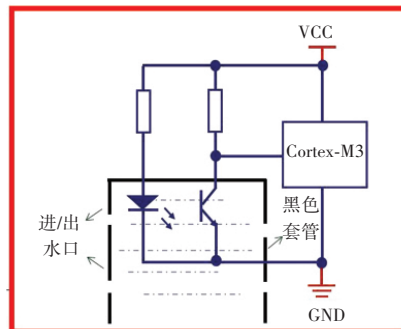 VCC
Cortex-M3
进/出
水口
黑色
套管
GND